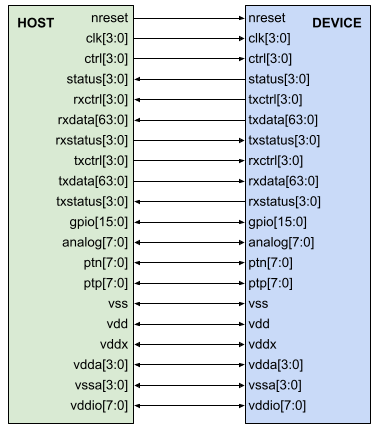 HOST DEVICE
nreset nreset
clk[3:0] clk[3:0]
ctrl[3:0] ctrl[3:0]
status[3:0] status[3:0]
rxctrl[3:0] txctrl[3:0]
rxdata[63:0] txdata[63:0]
rxstatus[3:0] txstatus[3:0]
txctrl[3:0] rxctrl[3:0]
txdata[63:0] rxdata[63:0]
txstatus[3:0] rxstatus[3:0]
gpio[15:0] gpio[15:0]
analog[7:0] analog[7:0]
ptn[7:0] ptn[7:0]
ptp[7:0] ptp[7:0]
vss vss
vdd vdd
vddx vddx
vdda[3:0] vdda[3:0]
vssa[3:0] vssa[3:0]
vddio[7:0] vddio[7:0]